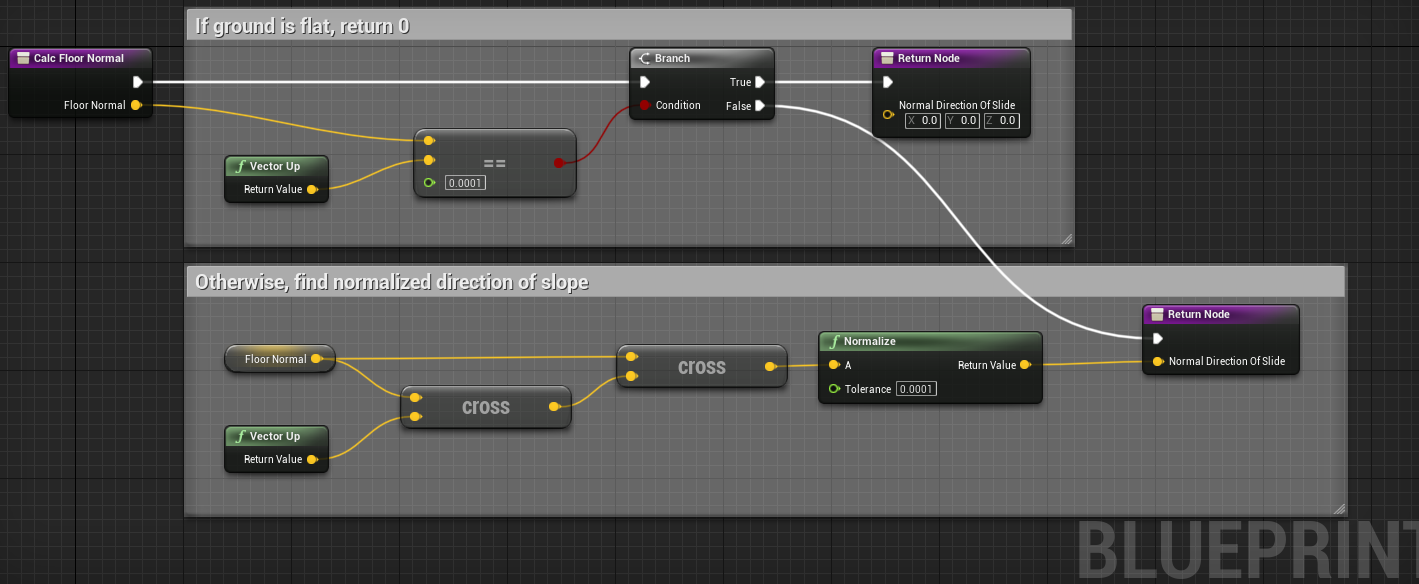 If ground is flat, return 0
Calc Floor Normal
Floor Normal
Branch
True
Condition
False
Return Node
Normal Direction Of Slide
X 0.0 Y 0.0 Z 0.0
f Vector Up
Return Value
==
0.0001
Otherwise, find normalized direction of slope
Floor Normal
f Vector Up
Return Value
cross
cross
f Normalize
A
Return Value
Tolerance 0.0001
Return Node
Normal Direction Of Slide
BLUEPRINT